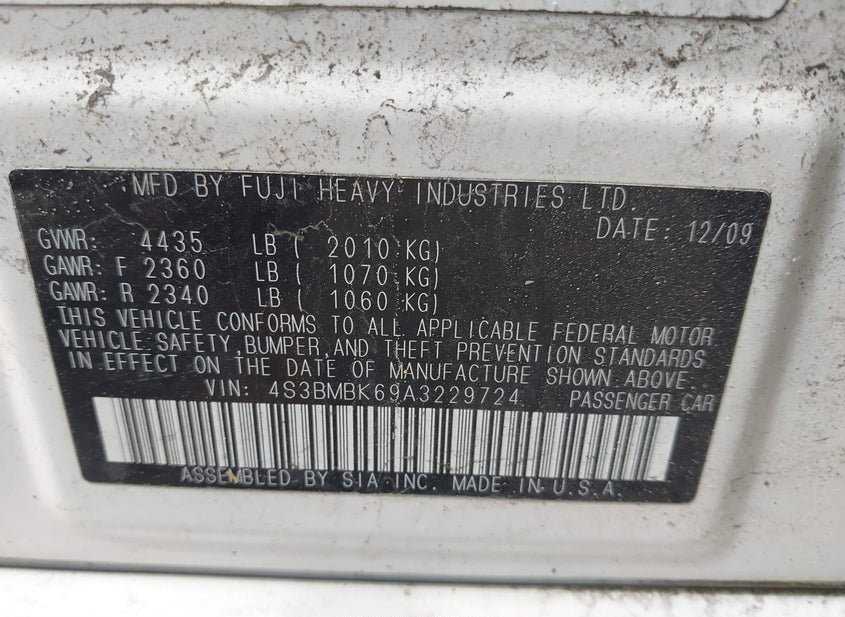 MFD BY FUJI HEAVY INDUSTRIES LTD.
DATE: 12/09
GVWR: 4435 LB ( 2010 KG)
GAWR: F 2360 LB ( 1070 KG)
GAWR: R 2340 LB ( 1060 KG)
THIS VEHICLE CONFORMS TO ALL APPLICABLE FEDERAL MOTOR
VEHICLE SAFETY, BUMPER, AND THEFT PREVENTION STANDARDS
IN EFFECT ON THE DATE OF MANUFACTURE SHOWN ABOVE.
VIN: 4S3BMBK69A3229724 PASSENGER CAR
ASSEMBLED BY SIA INC. MADE IN U.S.A.